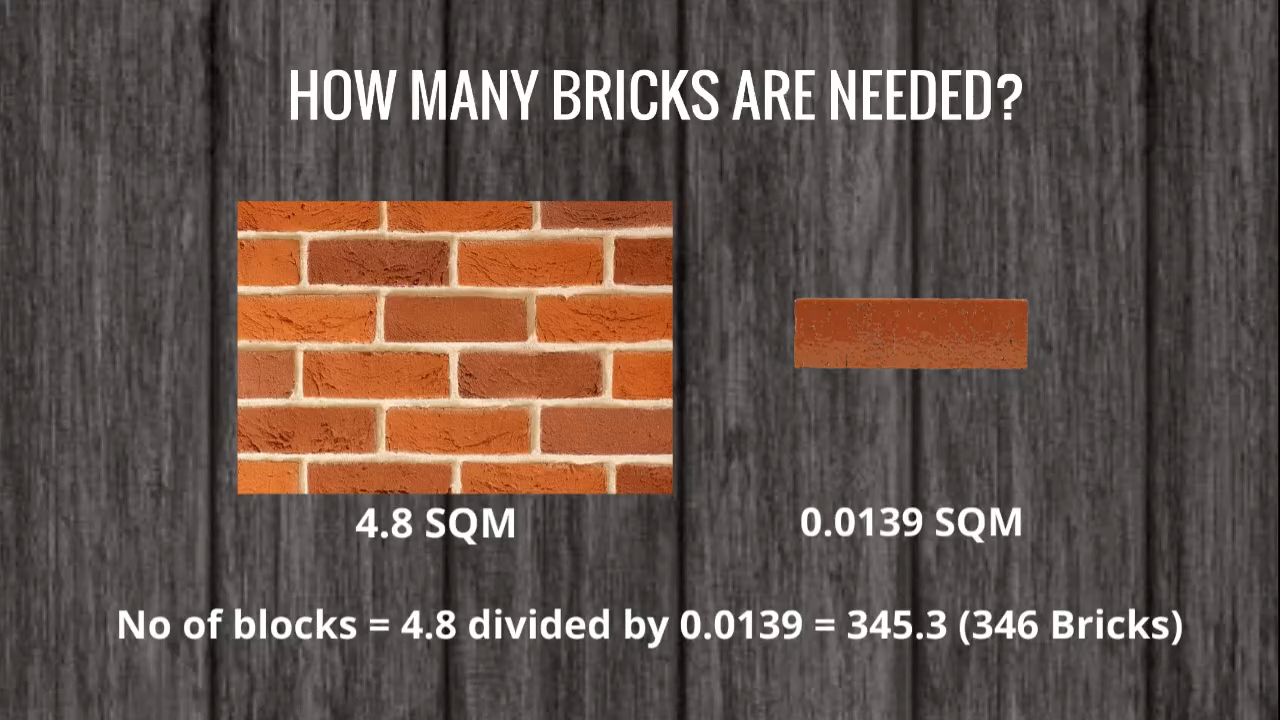 HOW MANY BRICKS ARE NEEDED?
4.8 SQM
0.0139 SQM
No of blocks = 4.8 divided by 0.0139 = 345.3 (346 Bricks)